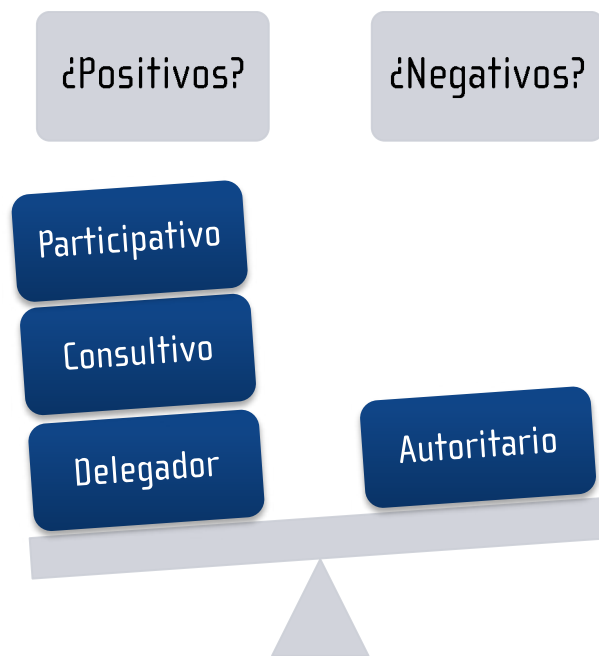 ¿Positivos?
¿Negativos?
Participativo
Consultivo
Delegador
Autoritario